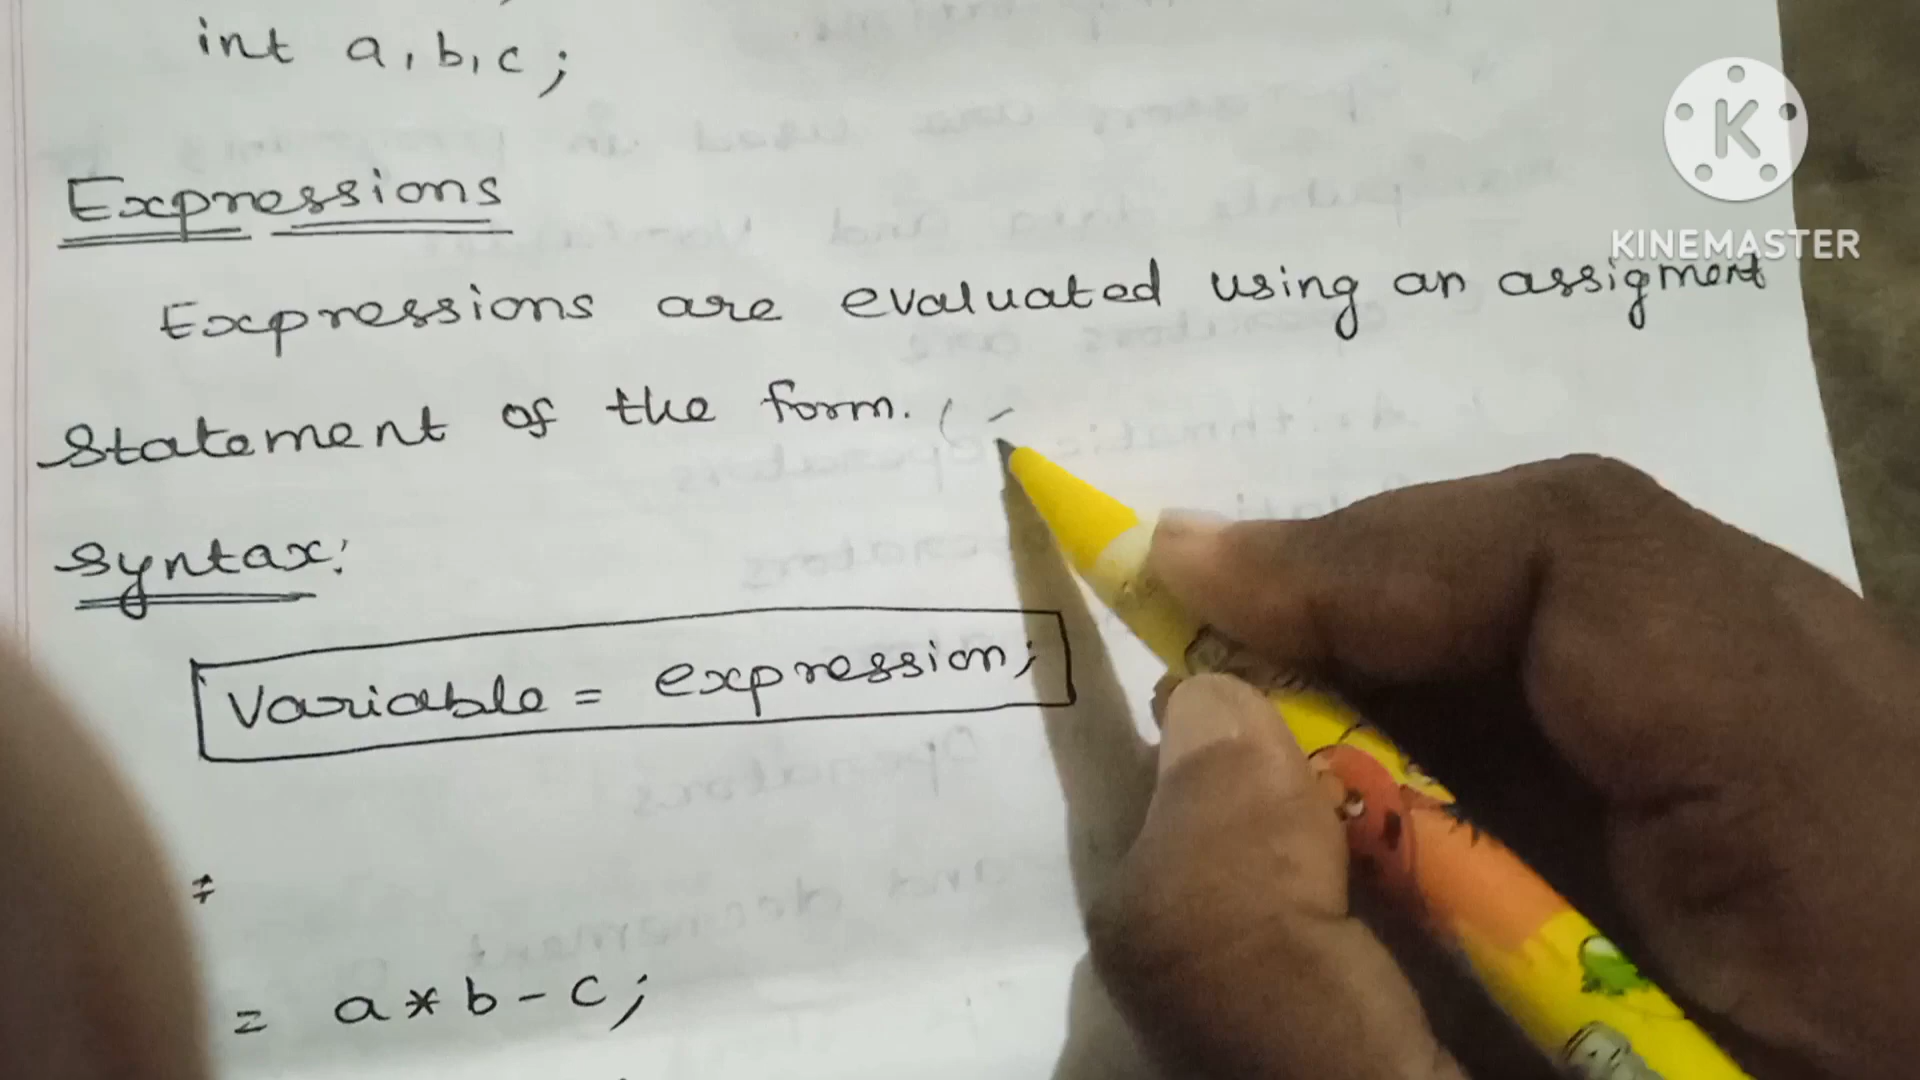 int a, b, c ;
K
KINEMASTER
Expressions
Expressions are evaluated using an assigment
Statement of the form. (
Syntax:
Variable = expression;
= a * b - c ;